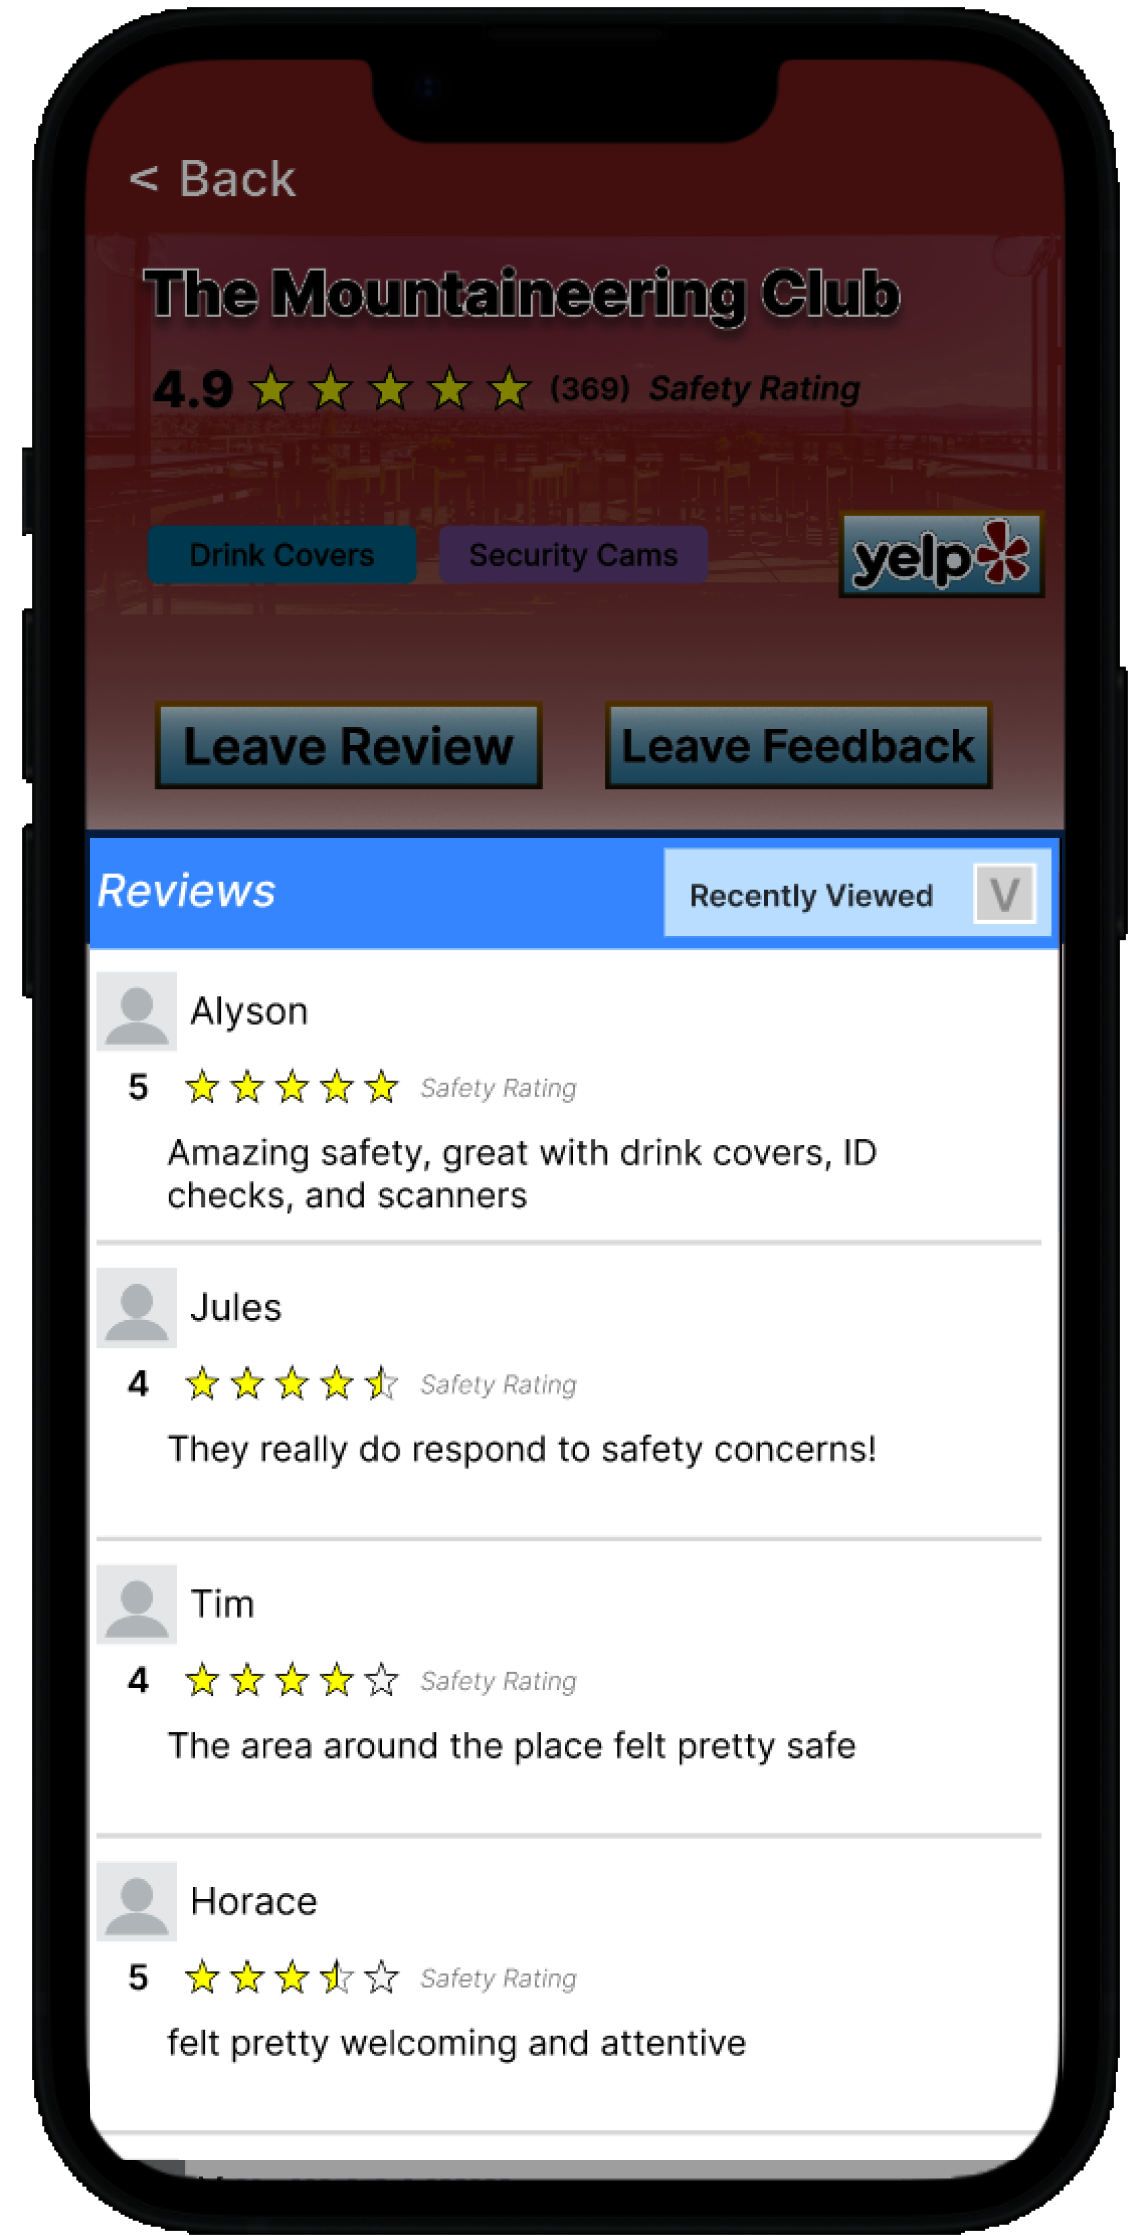 < Back
The Mountaineering Club
4.9 (369) Safety Rating
Drink Covers Security Cams yelp
Leave Review Leave Feedback
Reviews Recently Viewed V
Alyson
5 Safety Rating
Amazing safety, great with drink covers, ID
checks, and scanners
Jules
4 Safety Rating
They really do respond to safety concerns!
Tim
4 Safety Rating
The area around the place felt pretty safe
Horace
5 Safety Rating
felt pretty welcoming and attentive